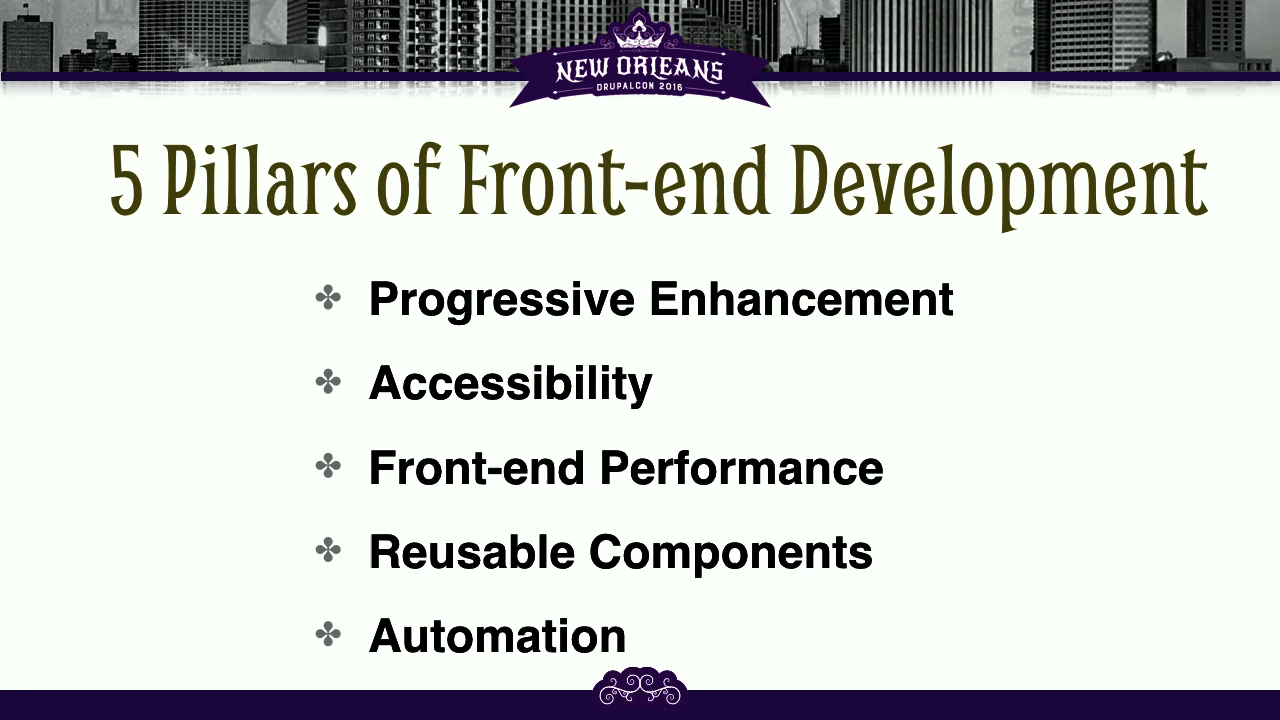 NEW ORLEANS
DRUPALCON 2016
5 Pillars of Front-end Development
Progressive Enhancement
Accessibility
Front-end Performance
Reusable Components
Automation